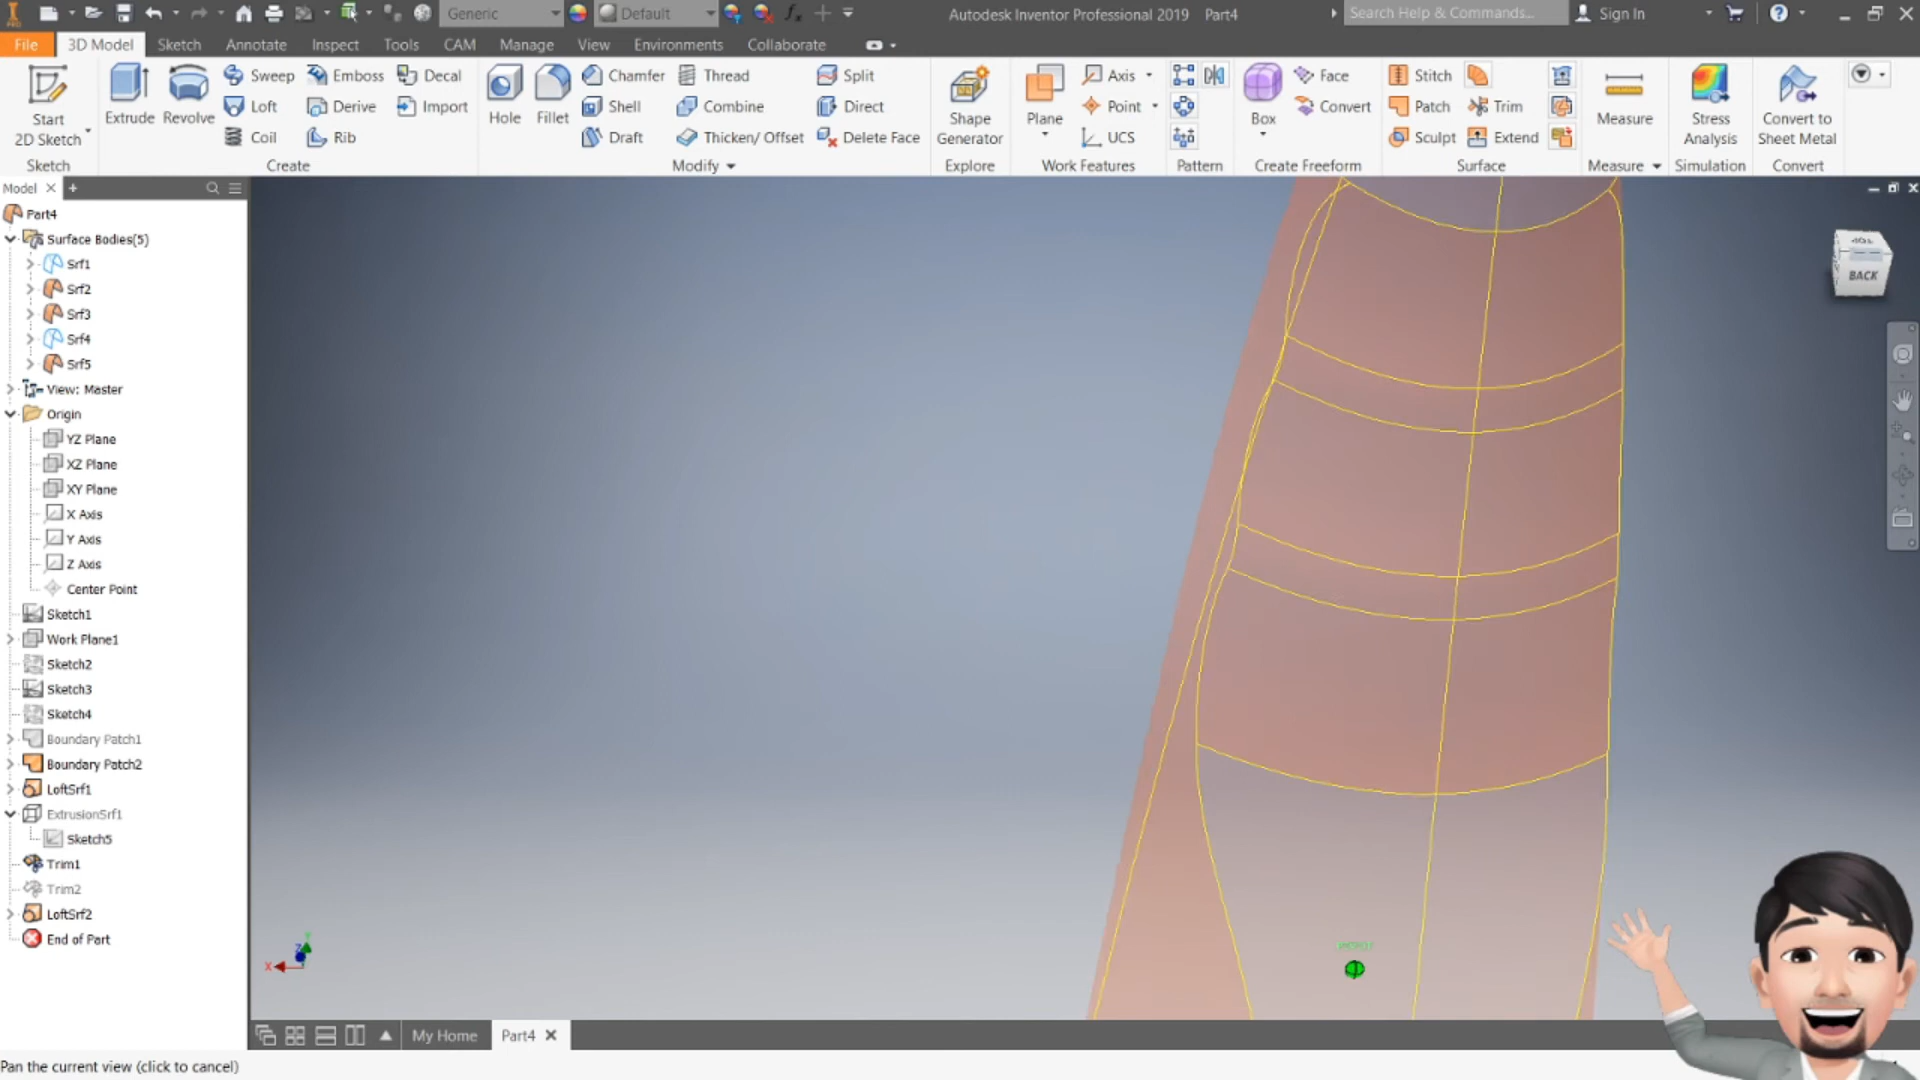 Generic
Default
Autodesk Inventor Professional 2019 Part4
Search Help & Commands...
Sign In
File
3D Model
Sketch
Annotate
Inspect
Tools
CAM
Manage
View
Environments
Collaborate
Start
2D Sketch
Sketch
Extrude
Revolve
Sweep
Loft
Coil
Emboss
Derive
Rib
Decal
Import
Create
Hole
Fillet
Chamfer
Shell
Draft
Thread
Combine
Thicken/ Offset
Split
Direct
Delete Face
Modify
Shape
Generator
Explore
Plane
Axis
Point
UCS
Work Features
Pattern
Box
Face
Convert
Create Freeform
Stitch
Patch
Sculpt
Trim
Extend
Surface
Measure
Measure
Stress
Analysis
Simulation
Convert to
Sheet Metal
Convert
Model
Part4
Surface Bodies(5)
Srf1
Srf2
Srf3
Srf4
Srf5
View: Master
Origin
YZ Plane
XZ Plane
XY Plane
X Axis
Y Axis
Z Axis
Center Point
Sketch1
Work Plane1
Sketch2
Sketch3
Sketch4
Boundary Patch1
Boundary Patch2
LoftSrf1
ExtrusionSrf1
Sketch5
Trim1
Trim2
LoftSrf2
End of Part
TOP
BACK
X
Z
My Home
Part4
Pan the current view (click to cancel)